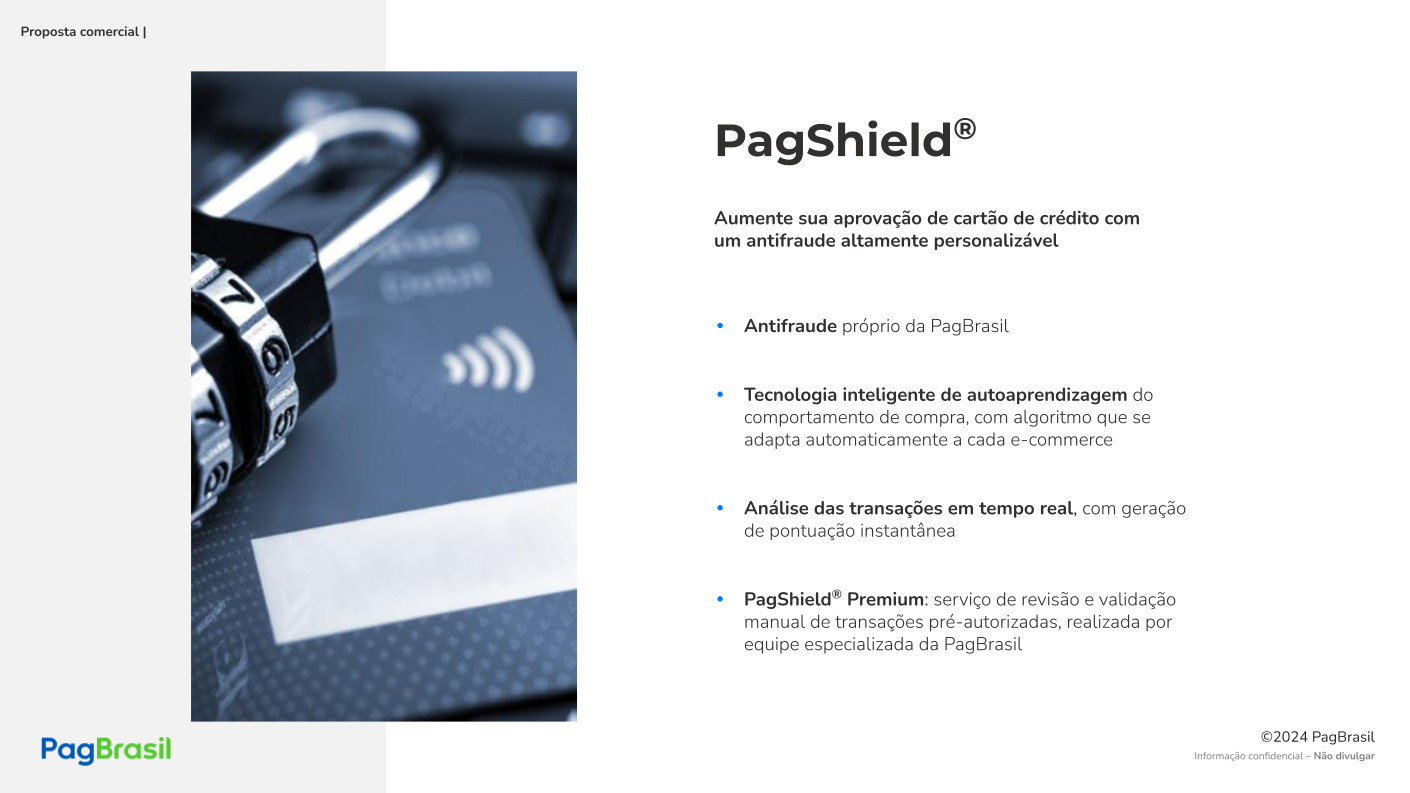 Proposta comercial |
PagShield®
Aumente sua aprovação de cartão de crédito com
um antifraude altamente personalizável
• Antifraude próprio da PagBrasil
• Tecnologia inteligente de autoaprendizagem do
comportamento de compra, com algoritmo que se
adapta automaticamente a cada e-commerce
• Análise das transações em tempo real, com geração
de pontuação instantânea
• PagShield® Premium: serviço de revisão e validação
manual de transações pré-autorizadas, realizada por
equipe especializada da PagBrasil
PagBrasil
©2024 PagBrasil
Informação confidencial – Não divulgar